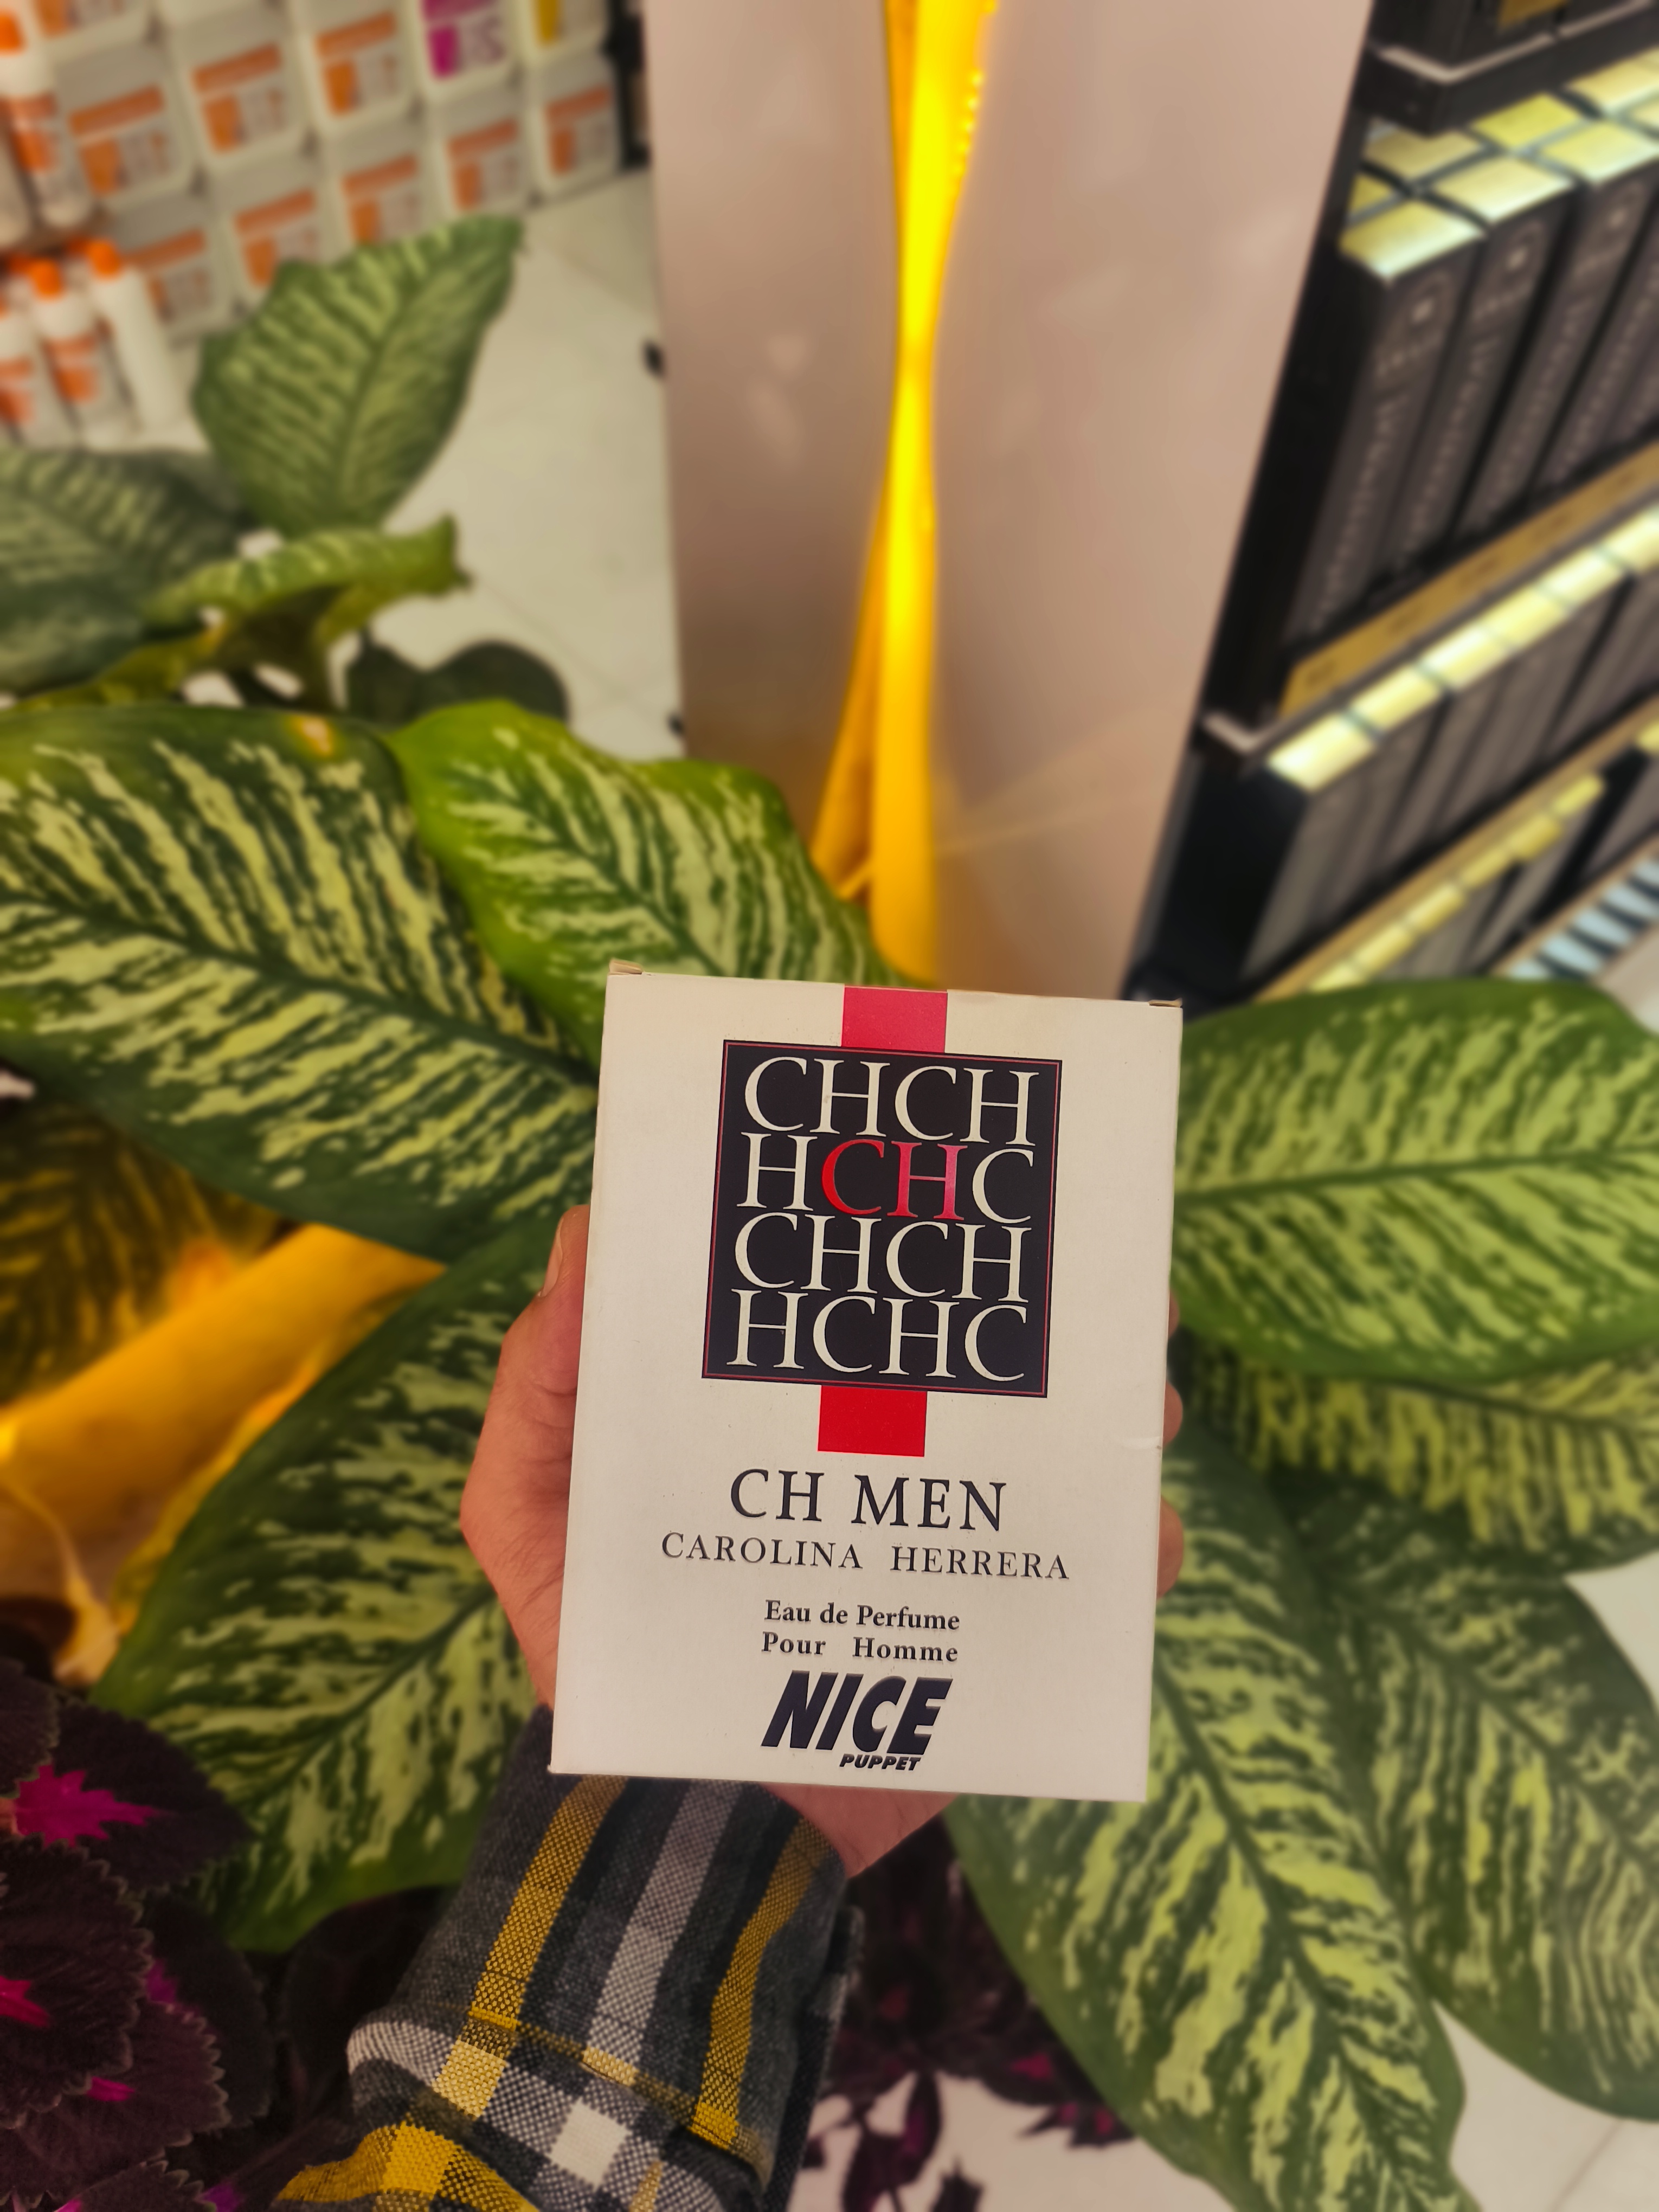 CHCH
HCHC
CHCH
HCHC
CH MEN
CAROLINA HERRERA
Eau de Perfume
Pour Homme
NICE
PUPPET